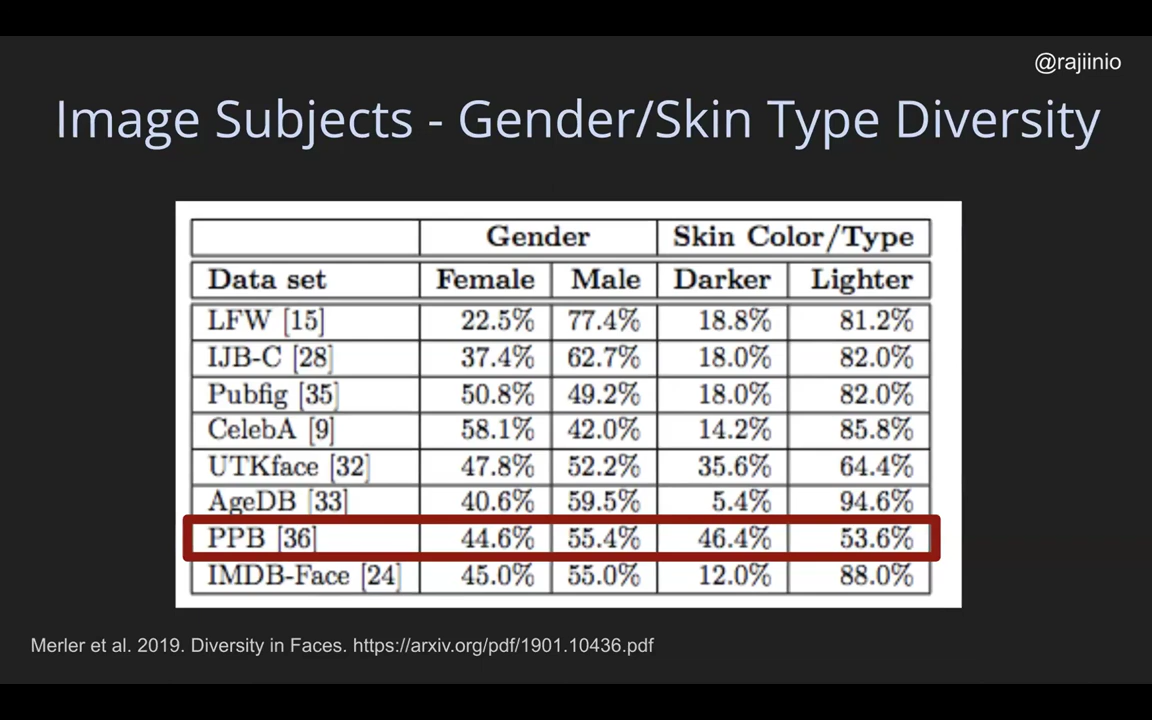 @rajiinio
Image Subjects - Gender/Skin Type Diversity
Gender Skin Color/Type
Data set Female Male Darker Lighter
LFW [15] 22.5% 77.4% 18.8% 81.2%
IJB-C [28] 37.4% 62.7% 18.0% 82.0%
Pubfig [35] 50.8% 49.2% 18.0% 82.0%
CelebA [9] 58.1% 42.0% 14.2% 85.8%
UTKface [32] 47.8% 52.2% 35.6% 64.4%
AgeDB [33] 40.6% 59.5% 5.4% 94.6%
PPB [36] 44.6% 55.4% 46.4% 53.6%
IMDB-Face [24] 45.0% 55.0% 12.0% 88.0%
Merler et al. 2019. Diversity in Faces. https://arxiv.org/pdf/1901.10436.pdf